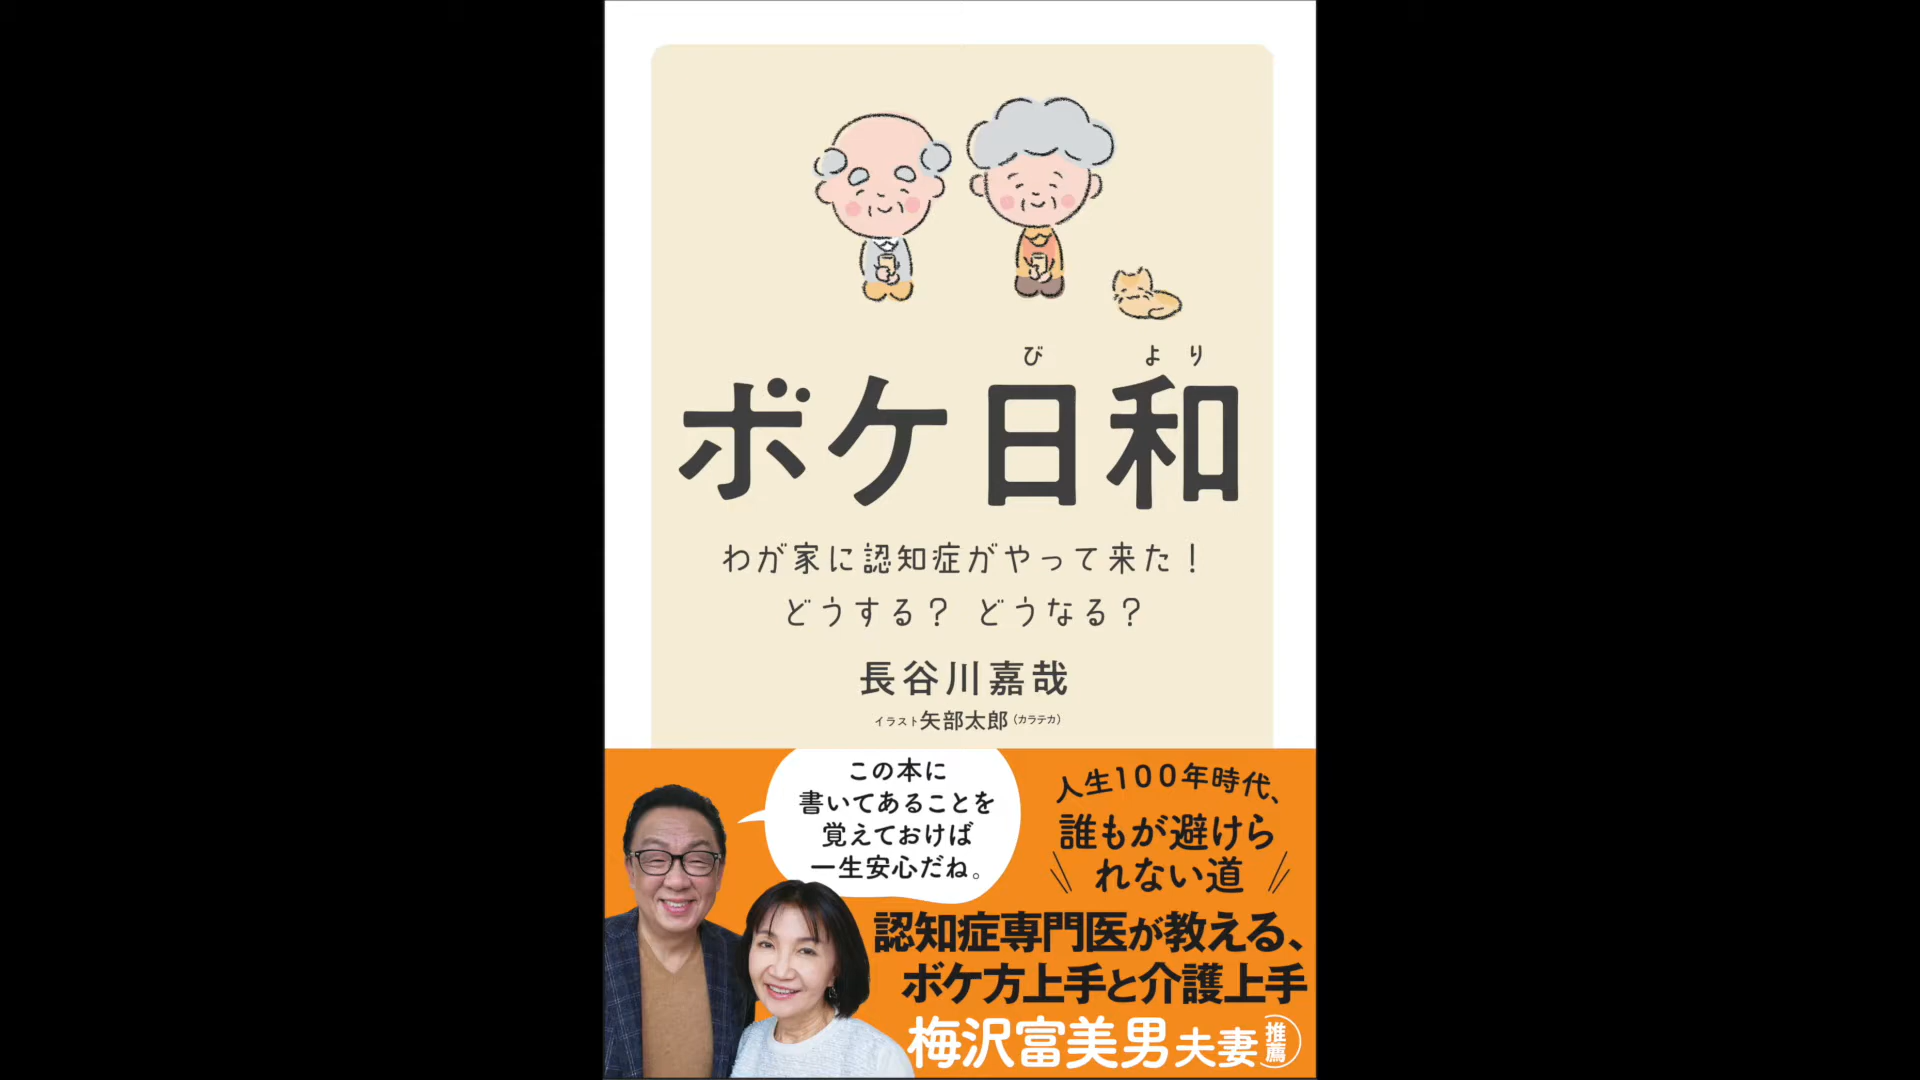 びより
ボケ日和
わが家に認知症がやって来た！
どうする？ どうなる？
長谷川嘉哉
イラスト矢部太郎（カラテカ）
この本に
書いてあることを
覚えておけば
一生安心だね。
人生100年時代、
誰もが避けら
れない道
認知症専門医が教える、
ボケ方上手と介護上手
梅沢富美男夫妻推薦